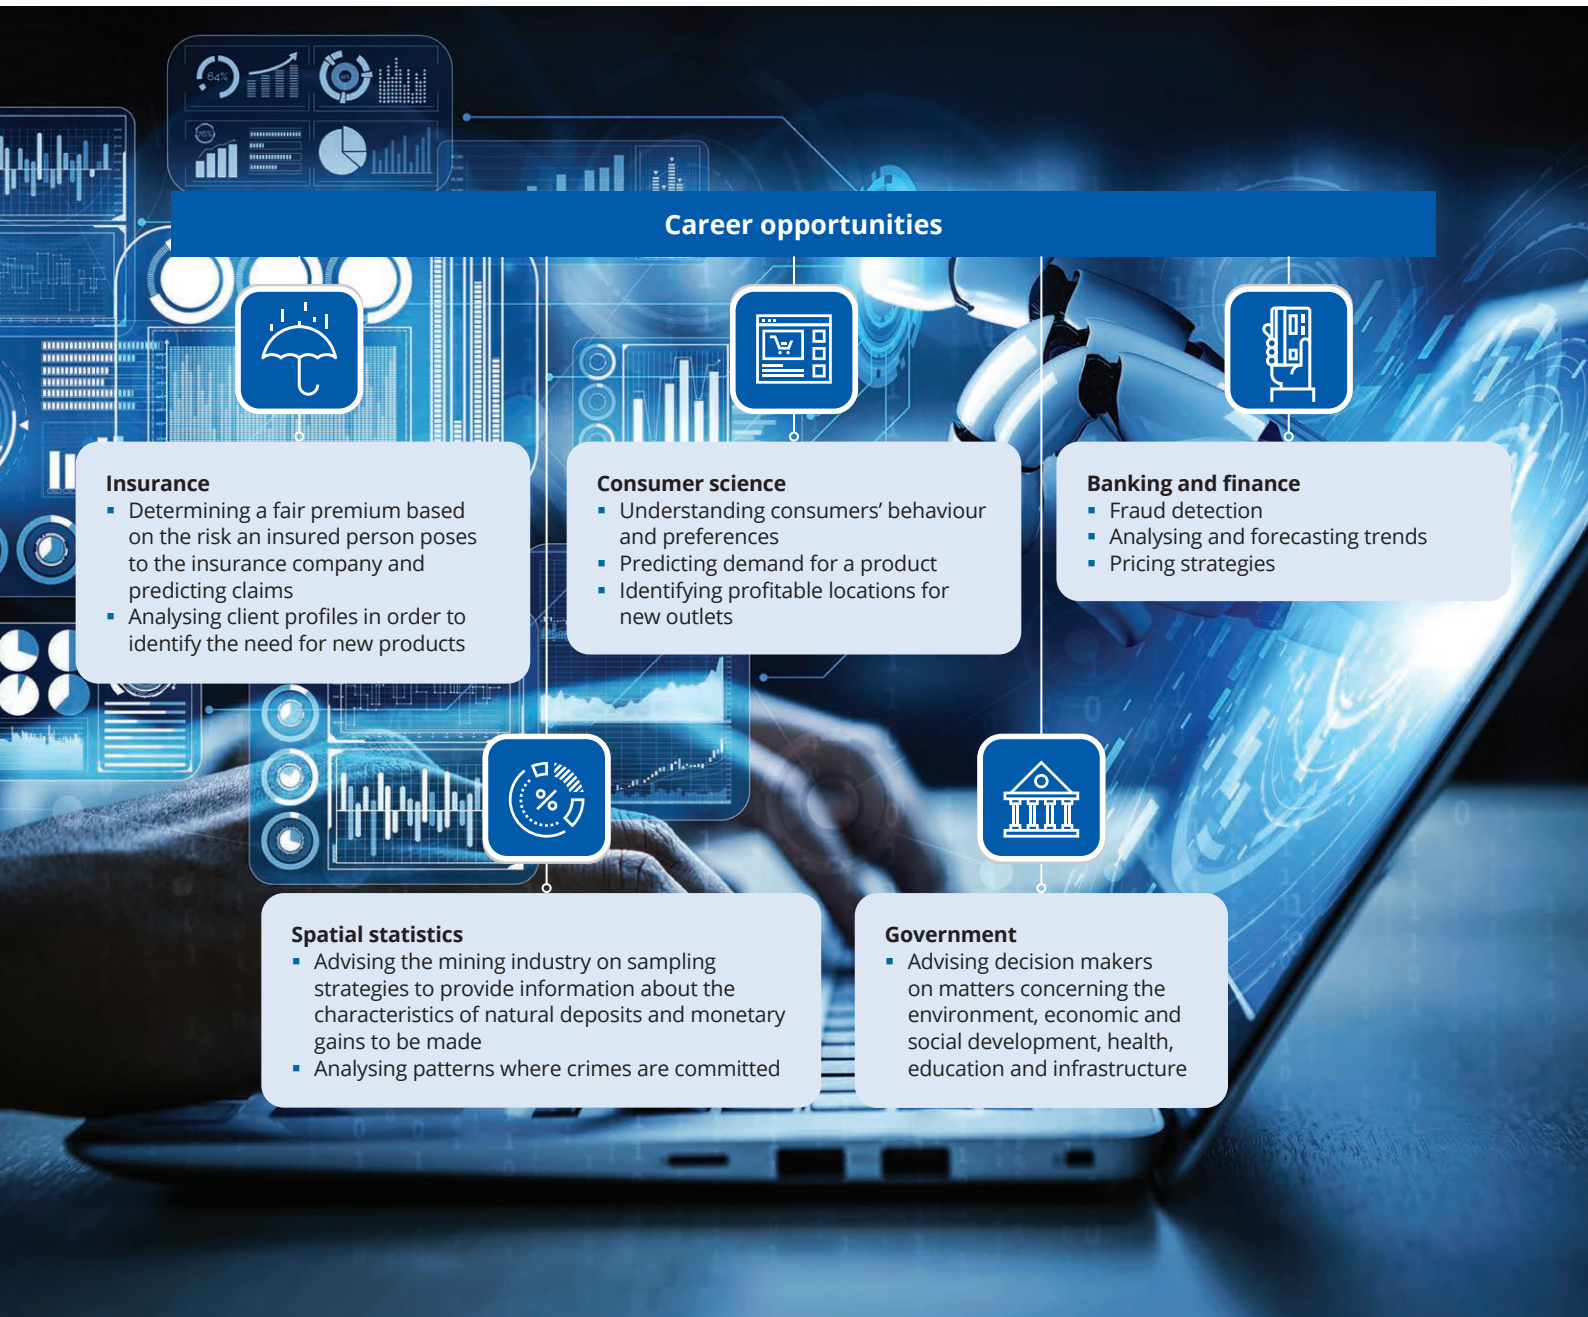 64%
76%
Career opportunities
Insurance
▪ Determining a fair premium based
on the risk an insured person poses
to the insurance company and
predicting claims
▪ Analysing client profiles in order to
identify the need for new products
Consumer science
▪ Understanding consumers’ behaviour
and preferences
▪ Predicting demand for a product
▪ Identifying profitable locations for
new outlets
Banking and finance
▪ Fraud detection
▪ Analysing and forecasting trends
▪ Pricing strategies
%
Spatial statistics
▪ Advising the mining industry on sampling
strategies to provide information about the
characteristics of natural deposits and monetary
gains to be made
▪ Analysing patterns where crimes are committed
Government
▪ Advising decision makers
on matters concerning the
environment, economic and
social development, health,
education and infrastructure